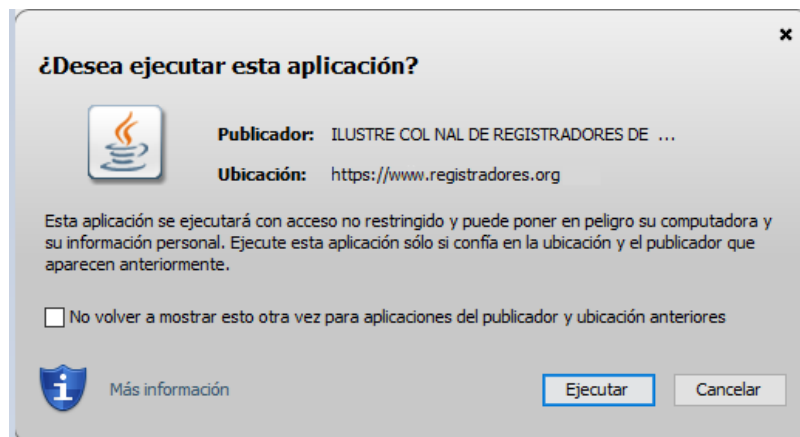 ¿Desea ejecutar esta aplicación?
Publicador: ILUSTRE COL NAL DE REGISTRADORES DE ...
Ubicación: https://www.registradores.org
Esta aplicación se ejecutará con acceso no restringido y puede poner en peligro su computadora y
su información personal. Ejecute esta aplicación sólo si confía en la ubicación y el publicador que
aparecen anteriormente.
No volver a mostrar esto otra vez para aplicaciones del publicador y ubicación anteriores
Más información
Ejecutar Cancelar